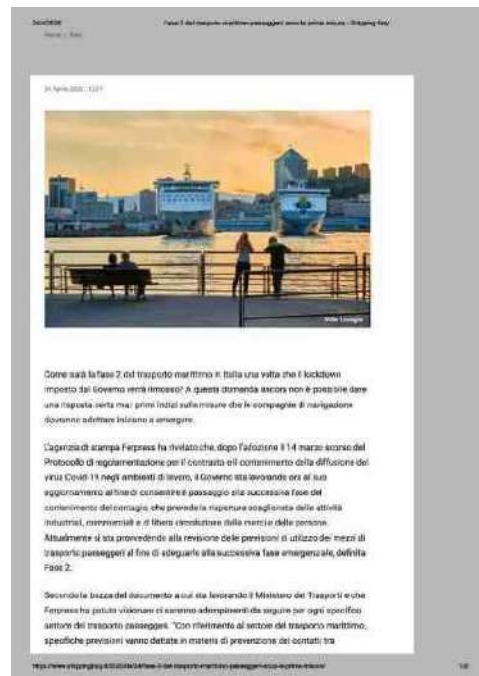 Fase 2 del trasporto marittimo passeggeri: ecco le prime misure - Shipping Italy
24 Aprile 2020
Come sarà la fase 2 del trasporto marittimo in Italia una volta che il lockdown
imposto dal Governo verrà rimosso? A questa domanda ancora non è possibile dare
una risposta certa ma i primi indizi sulle misure che le compagnie di navigazione
dovranno adottare iniziano a emergere.
L'agenzia di stampa Ferpress ha rivelato che, dopo l'adozione il 14 marzo scorso del
Protocollo di regolamentazione per il contrasto e il contenimento della diffusione del
virus Covid-19 negli ambienti di lavoro, il Governo sta lavorando ora al suo
aggiornamento al fine di consentire il passaggio alla successiva fase del
contenimento del contagio, che prevede la riapertura scaglionata delle attività
industriali, commerciali e di libera circolazione delle merci e delle persone.
Attualmente si sta provvedendo alla revisione delle previsioni di utilizzo dei mezzi di
trasporto passeggeri al fine di adeguarle alla successiva fase emergenziale, definita
Fase 2.
Secondo la bozza del documento a cui sta lavorando il Ministero dei Trasporti e che
Ferpress ha potuto visionare ci saranno adempimenti da seguire per ogni specifico
settore del trasporto passeggeri. "Con riferimento al settore del trasporto marittimo,
specifiche previsioni vanno dettate in materia di prevenzione dei contatti tra